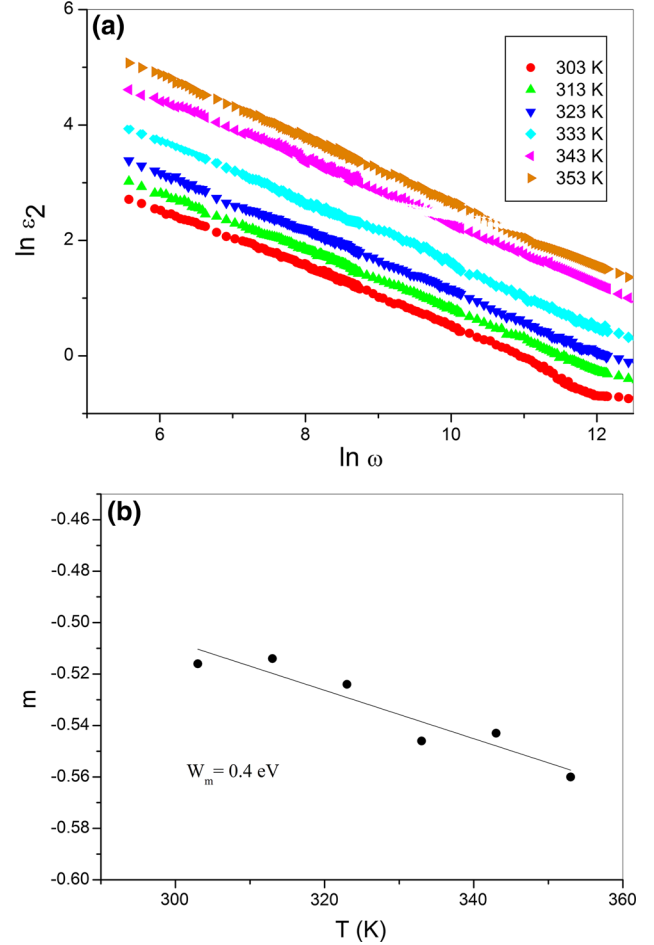 (a)
6
4
2
0
ln ε2
303 K
313 K
323 K
333 K
343 K
353 K
6 8 10 12
ln ω
(b)
-0.46
-0.48
-0.50
-0.52
-0.54
-0.56
-0.58
-0.60
m
Wm= 0.4 eV
300 320 340 360
T (K)